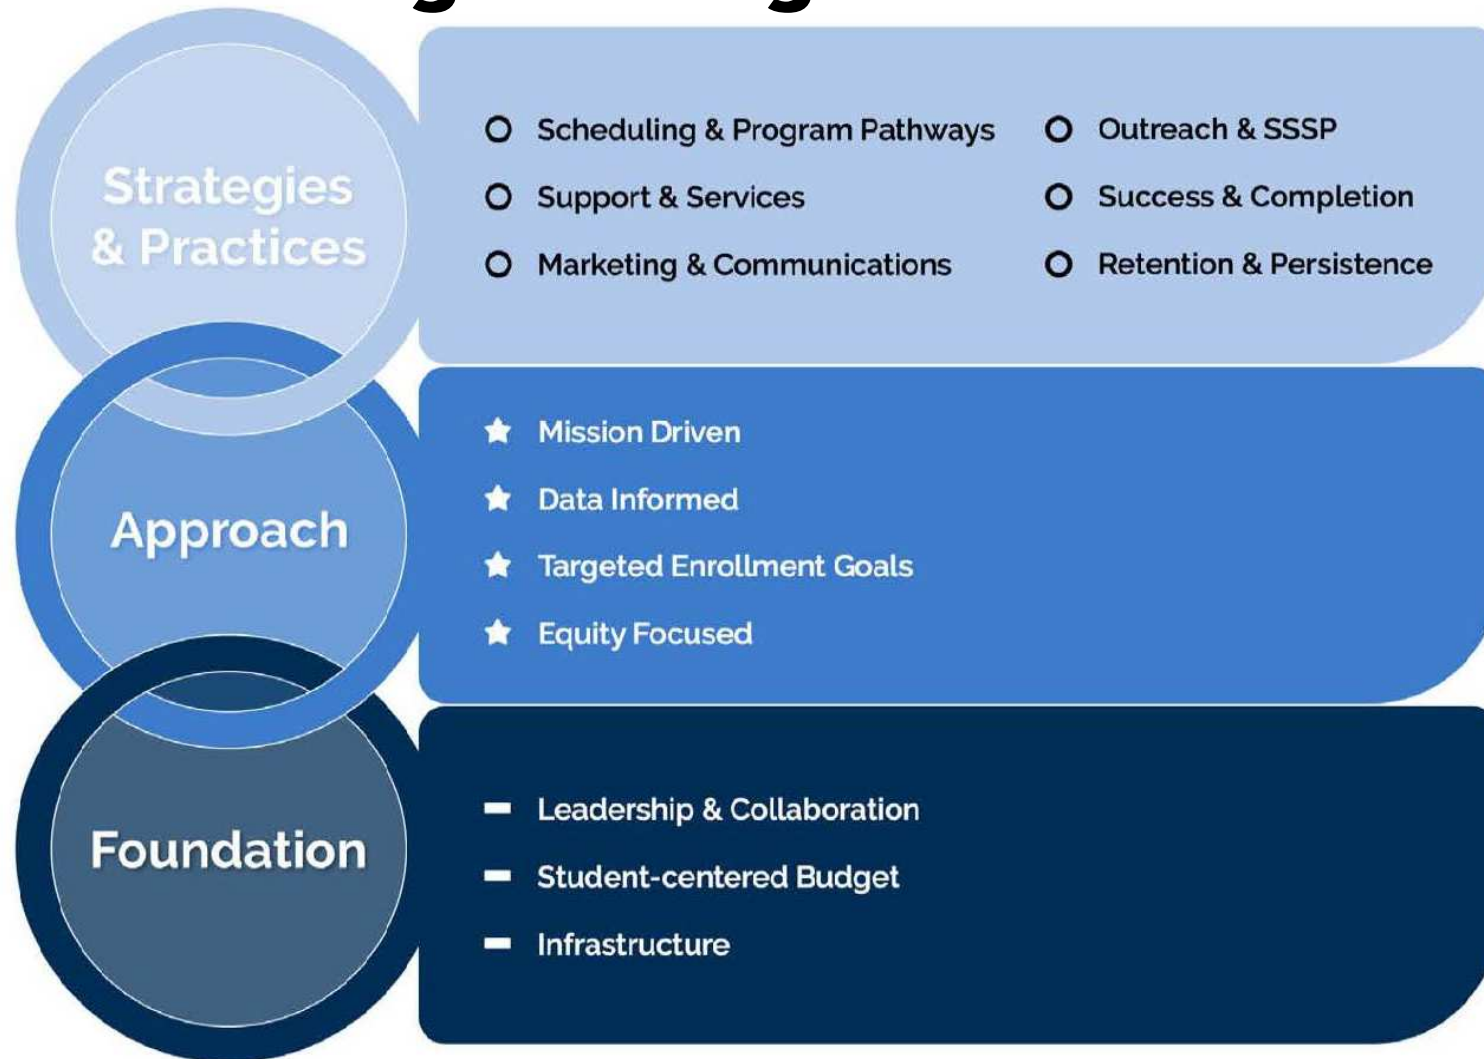 Strategies
& Practices
Scheduling & Program Pathways
Support & Services
Marketing & Communications
Outreach & SSSP
Success & Completion
Retention & Persistence
Approach
Mission Driven
Data Informed
Targeted Enrollment Goals
Equity Focused
Foundation
Leadership & Collaboration
Student-centered Budget
Infrastructure